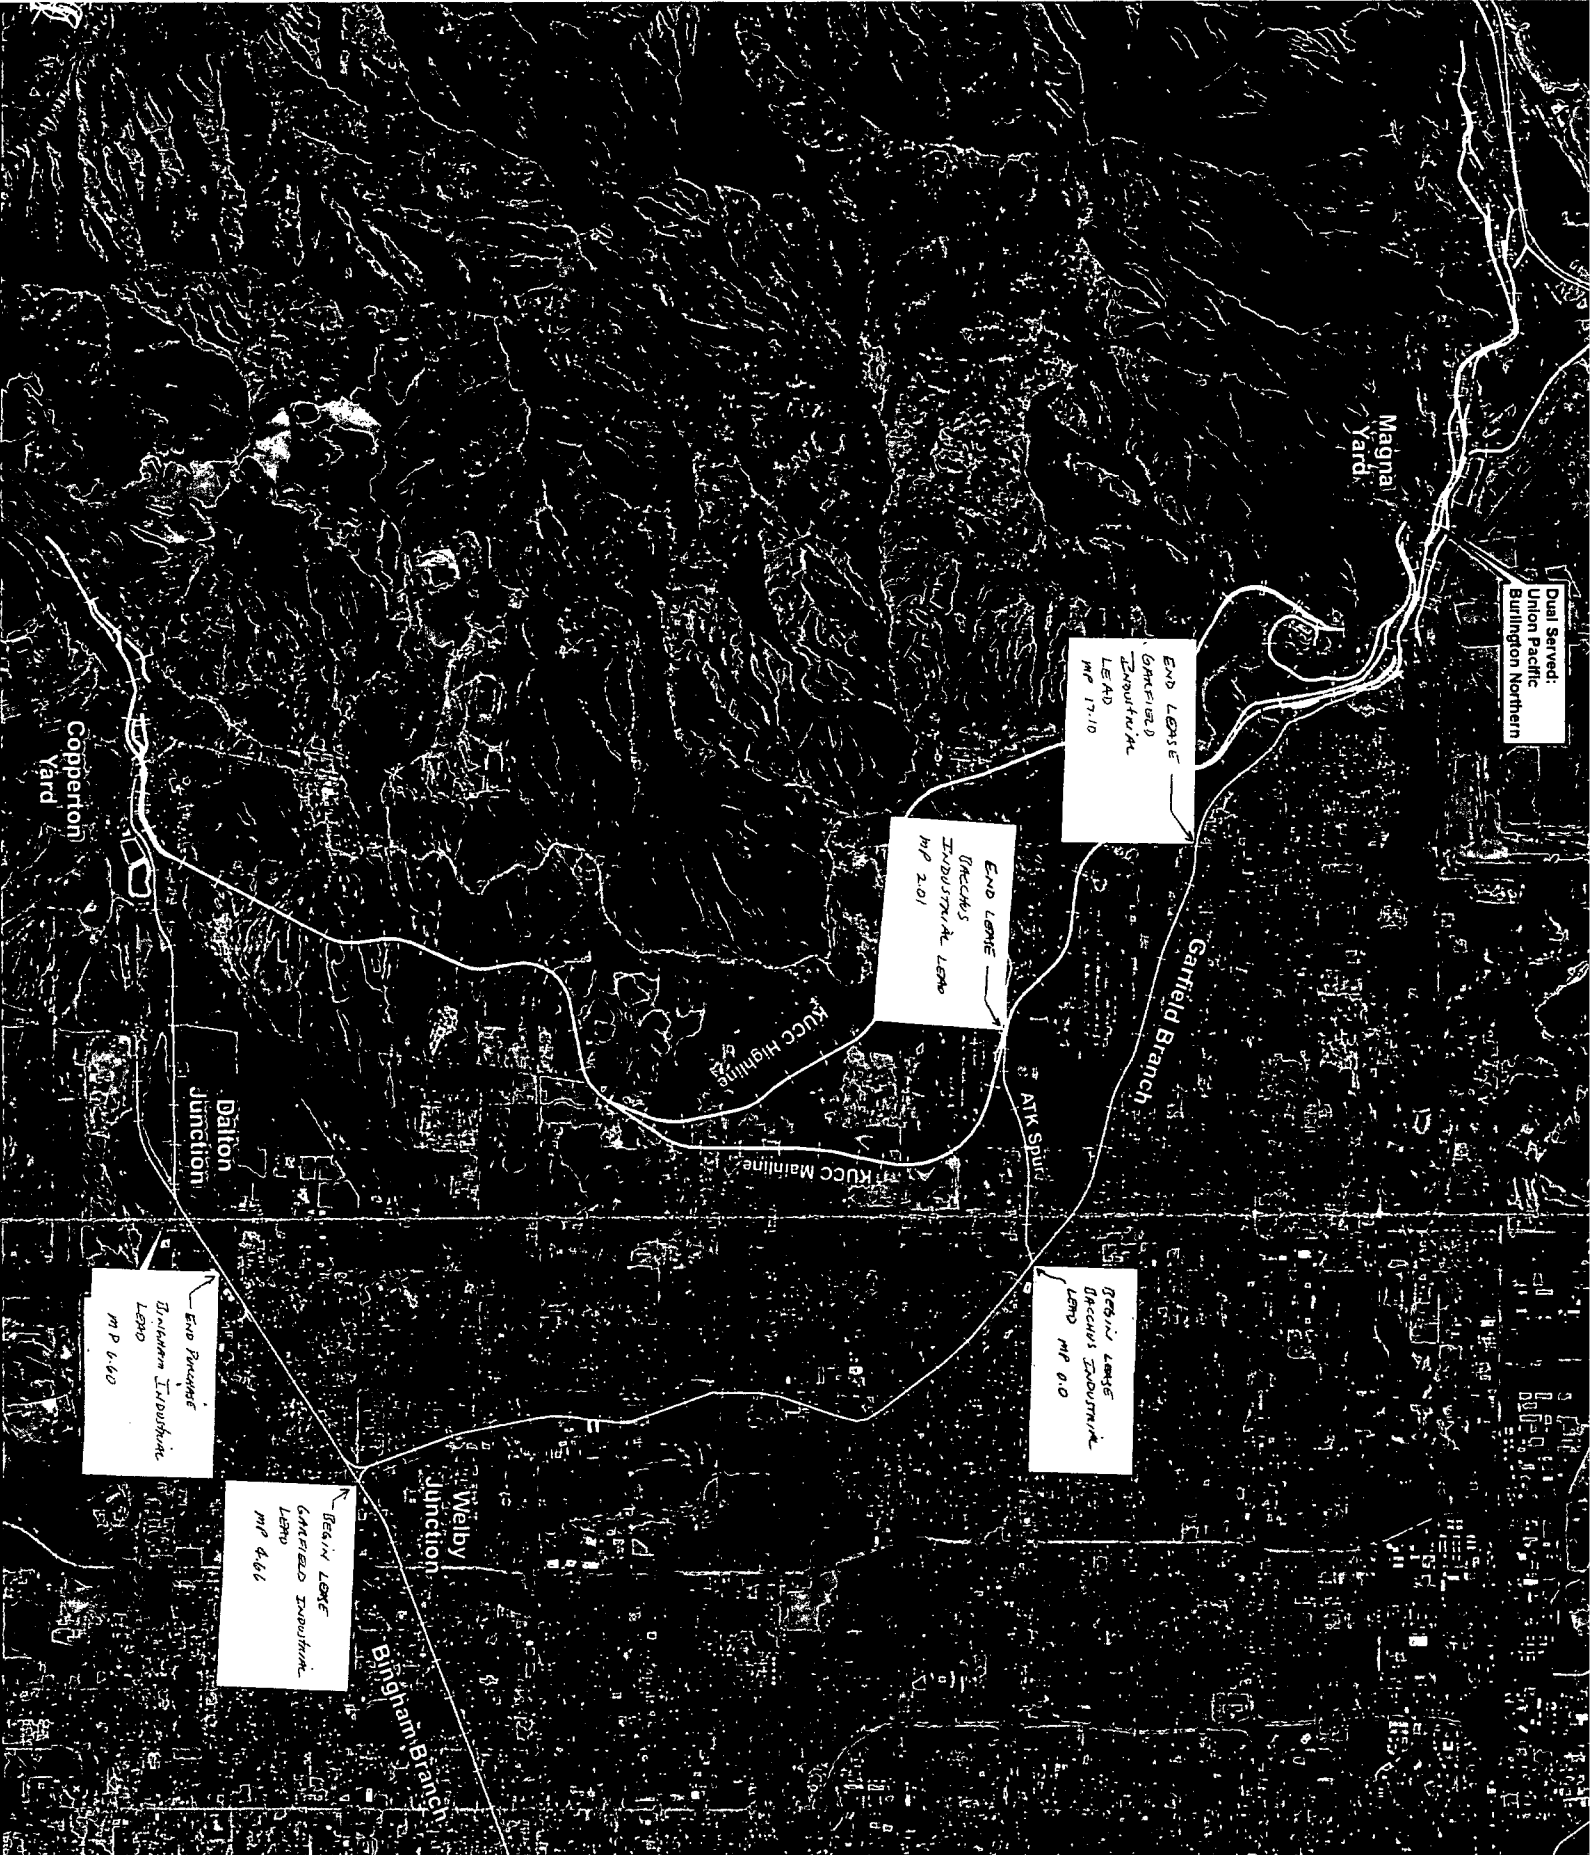 Dual Served:
Union Pacific
Burlington Northern
Magna
Yard
END LEASE
GARFIELD
INDUSTRIAL
LEAD
MP 17.10
END LEASE
BACCHUS
INDUSTRIAL LEAD
MP 2.01
Garfield Branch
KUCC Highline
ATK Spur
KUCC Mainline
BEGIN LEASE
BACCHUS INDUSTRIAL
LEAD MP 0.0
Copperton
Yard
Dalton
Junction
END PURCHASE
BINGHAM INDUSTRIAL
LEAD
MP 6.60
Welby
Junction
BEGIN LEASE
GARFIELD INDUSTRIAL
LEAD
MP 4.66
Bingham Branch